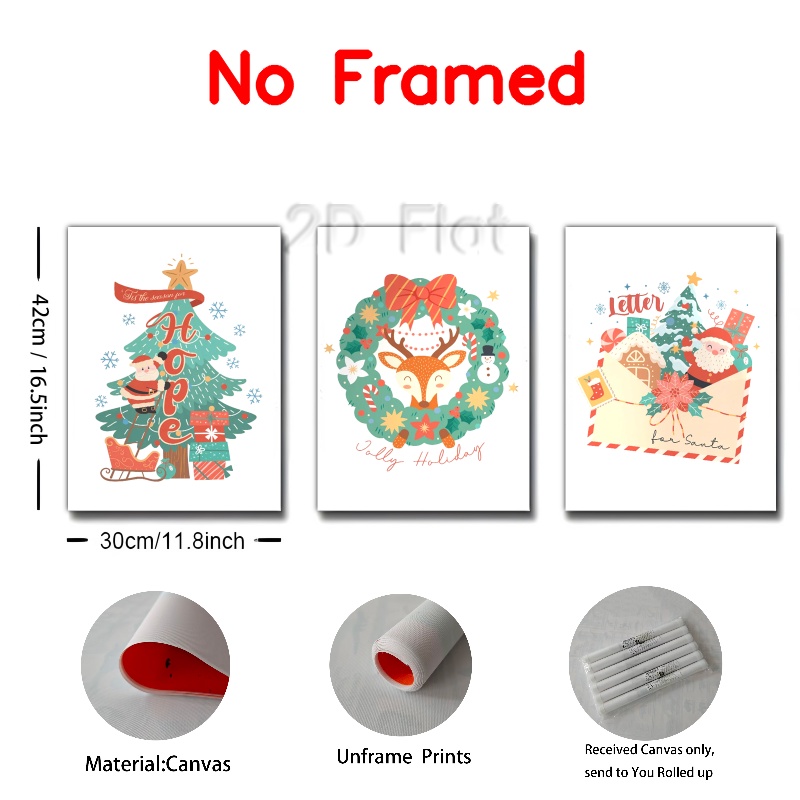 No Framed
2D Flat
42cm / 16.5inch
'Tis the season for
Hope
Jolly Holiday
Letter
for Santa
30cm/11.8inch
Material:Canvas
Unframe Prints
Received Canvas only,
send to You Rolled up